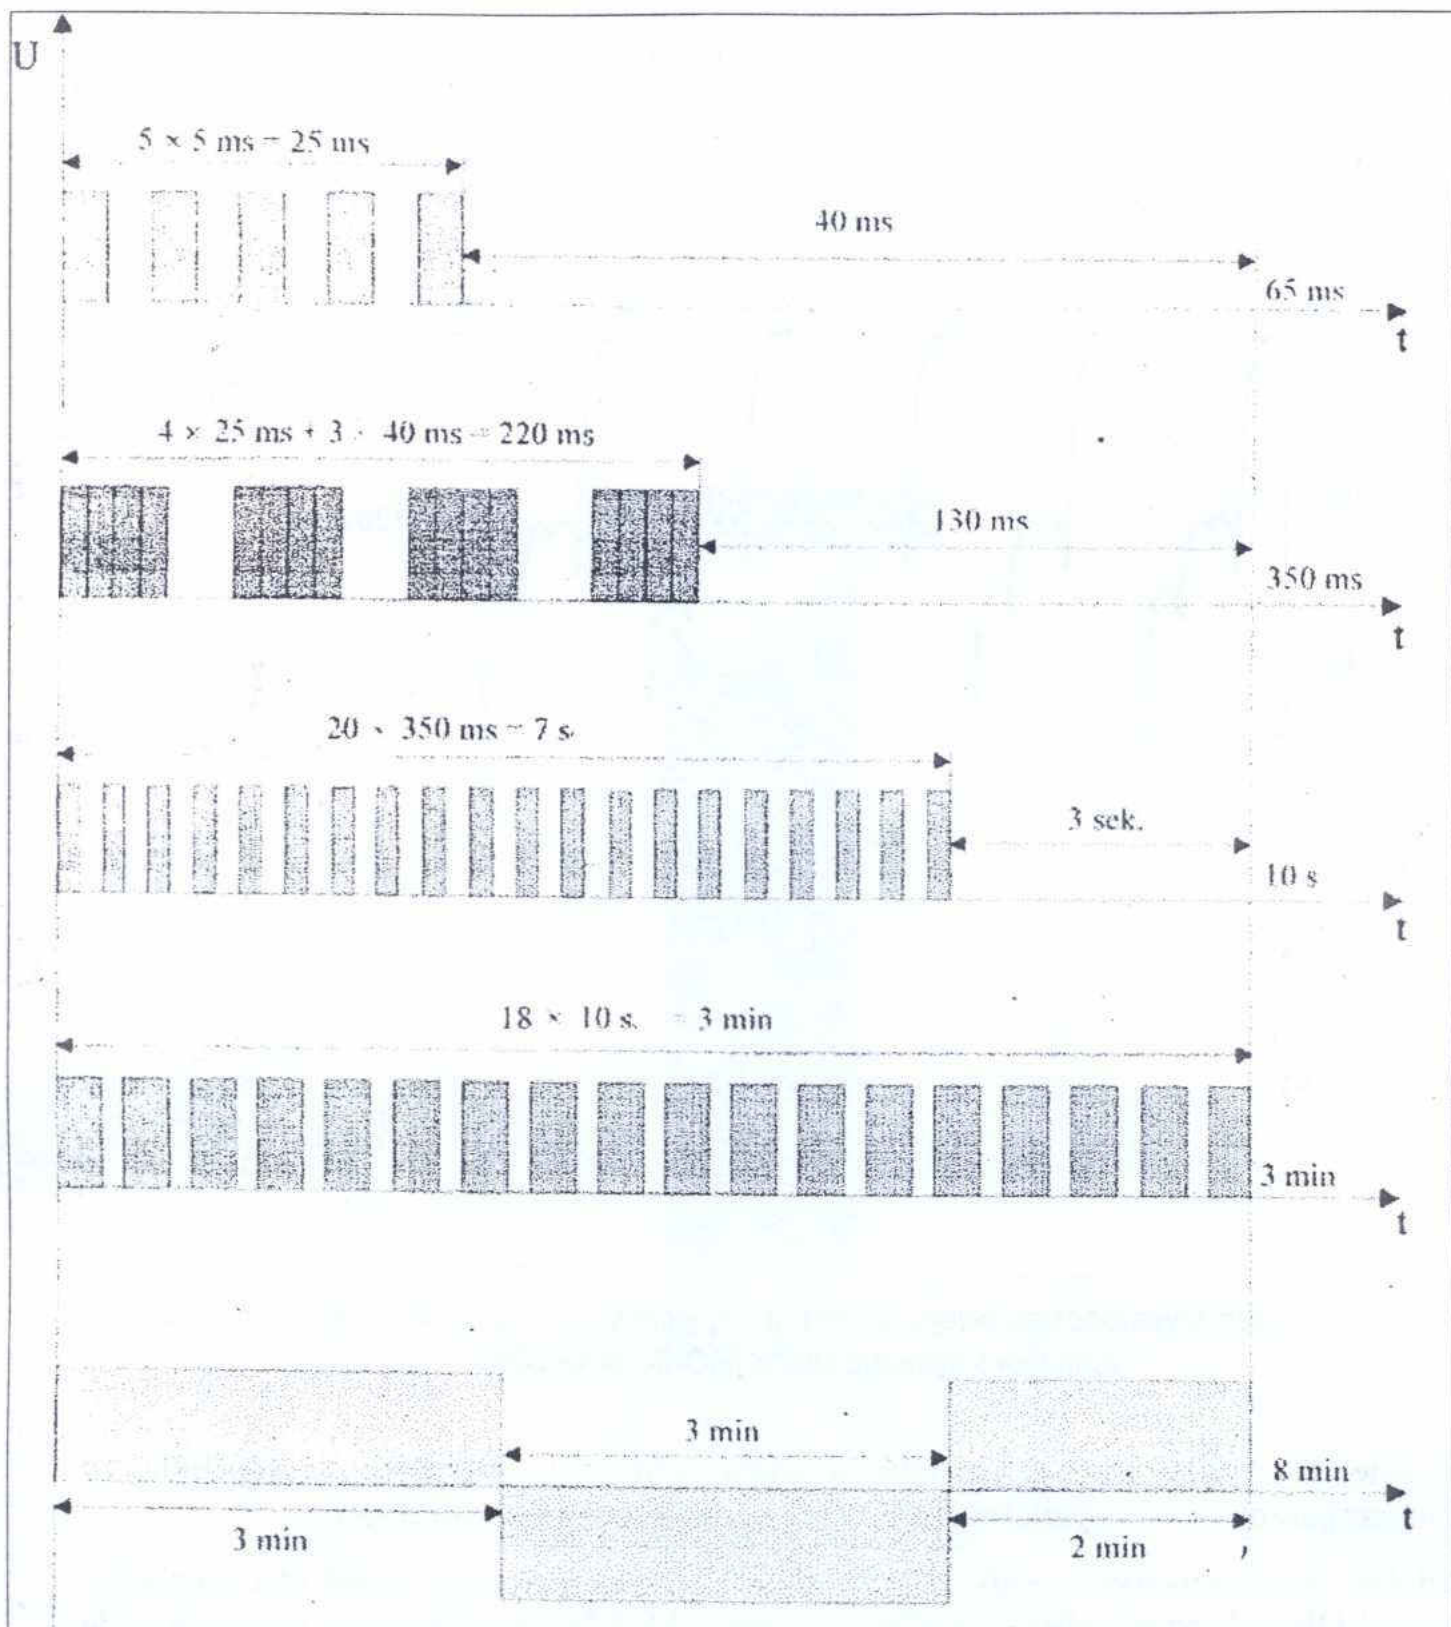 U
5 × 5 ms = 25 ms
40 ms
65 ms
t
4 × 25 ms + 3 · 40 ms = 220 ms
130 ms
350 ms
t
20 × 350 ms = 7 s.
3 sek.
10 s
t
18 × 10 s. = 3 min
3 min
t
3 min
8 min
t
3 min
2 min